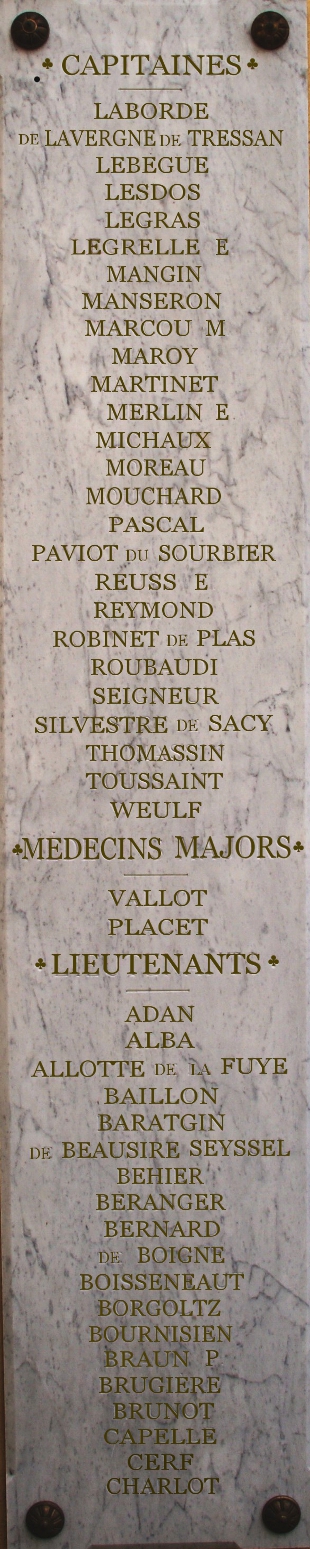 CAPITAINES
LABORDE
DE LAVERGNE DE TRESSAN
LEBEGUE
LESDOS
LEGRAS
LEGRELLE E
MANGIN
MANSERON
MARCOU M
MAROY
MARTINET
MERLIN E
MICHAUX
MOREAU
MOUCHARD
PASCAL
PAVIOT DU SOURBIER
REUSS E
REYMOND
ROBINET DE PLAS
ROUBAUDI
SEIGNEUR
SILVESTRE DE SACY
THOMASSIN
TOUSSAINT
WEULF
MEDECINS MAJORS
VALLOT
PLACET
LIEUTENANTS
ADAN
ALBA
ALLOTTE DE LA FUYE
BAILLON
BARATGIN
DE BEAUSIRE SEYSSEL
BEHIER
BERANGER
BERNARD
DE BOIGNE
BOISSENEAUT
BORGOLTZ
BOURNISIEN
BRAUN P
BRUGIERE
BRUNOT
CAPELLE
CERF
CHARLOT